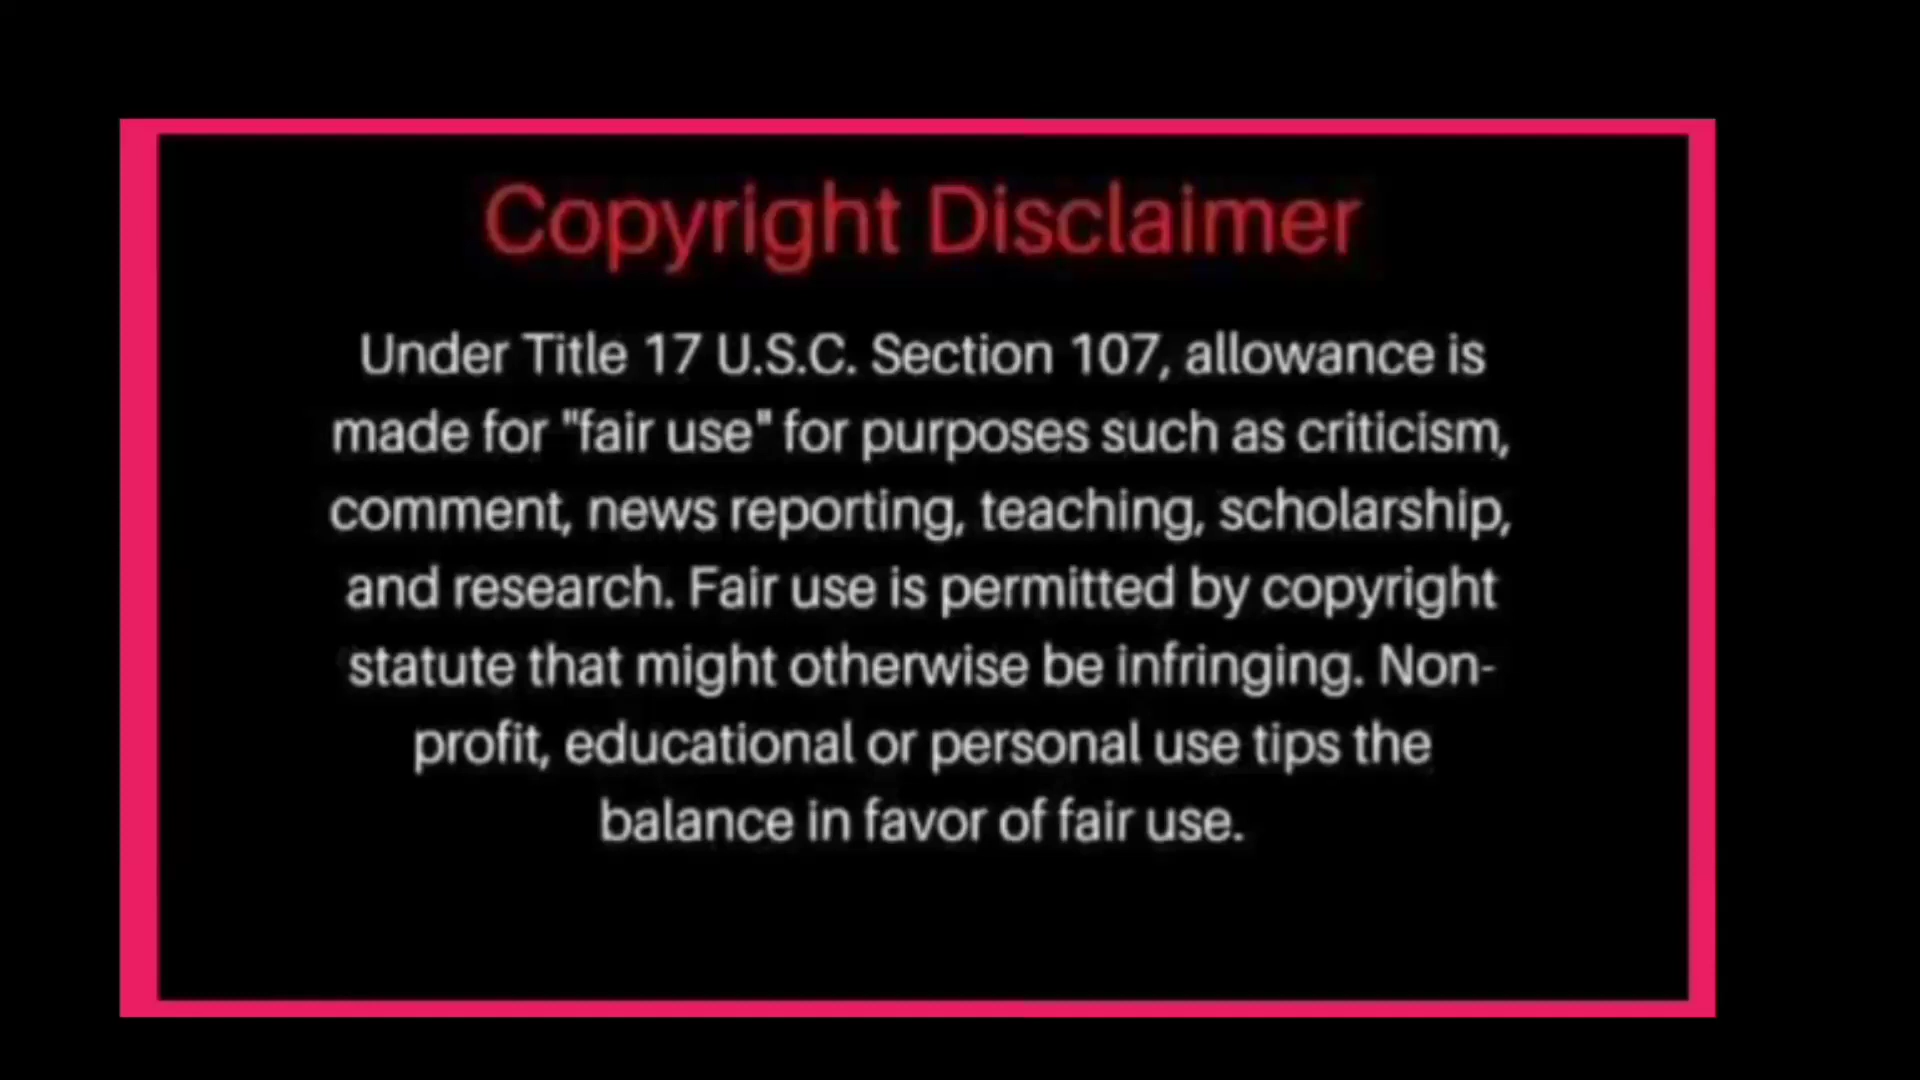 Copyright Disclaimer
Under Title 17 U.S.C. Section 107, allowance is
made for "fair use" for purposes such as criticism,
comment, news reporting, teaching, scholarship,
and research. Fair use is permitted by copyright
statute that might otherwise be infringing. Non-
profit, educational or personal use tips the
balance in favor of fair use.